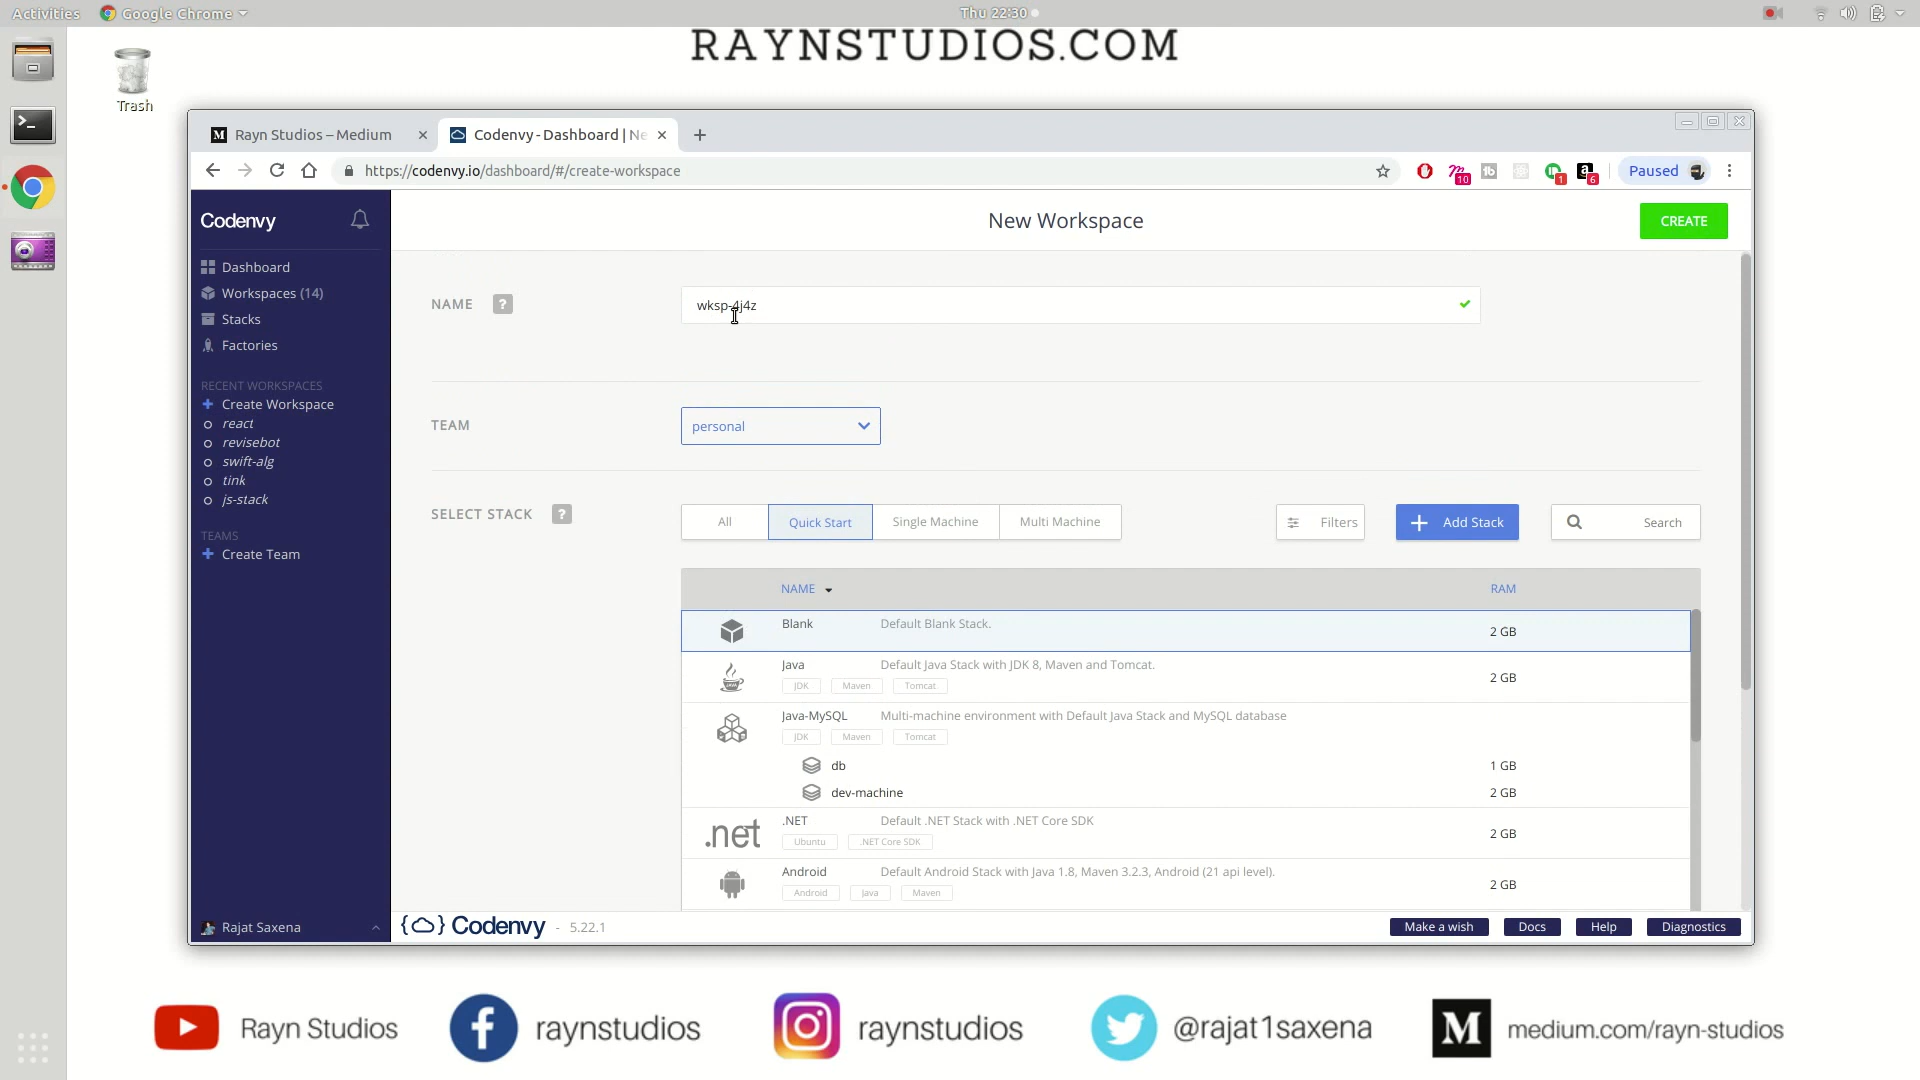 Activities
Google Chrome
Thu 22:30
RAYNSTUDIOS.COM
Trash
M Rayn Studios – Medium
Codenvy - Dashboard | Ne
https://codenvy.io/dashboard/#/create-workspace
10
1
6
Paused
Codenvy
New Workspace
CREATE
Dashboard
Workspaces (14)
Stacks
Factories
RECENT WORKSPACES
Create Workspace
react
revisebot
swift-alg
tink
js-stack
TEAMS
Create Team
Rajat Saxena
NAME ?
wksp-4j4z
TEAM
personal
SELECT STACK ?
All
Quick Start
Single Machine
Multi Machine
Filters
Add Stack
Search
NAME
RAM
Blank Default Blank Stack. 2 GB
Java Default Java Stack with JDK 8, Maven and Tomcat. 2 GB
JDK Maven Tomcat
Java-MySQL Multi-machine environment with Default Java Stack and MySQL database
JDK Maven Tomcat
db 1 GB
dev-machine 2 GB
.net
.NET Default .NET Stack with .NET Core SDK 2 GB
Ubuntu .NET Core SDK
Android Default Android Stack with Java 1.8, Maven 3.2.3, Android (21 api level). 2 GB
Android Java Maven
Codenvy - 5.22.1
Make a wish
Docs
Help
Diagnostics
Rayn Studios
raynstudios
raynstudios
@rajat1saxena
M medium.com/rayn-studios